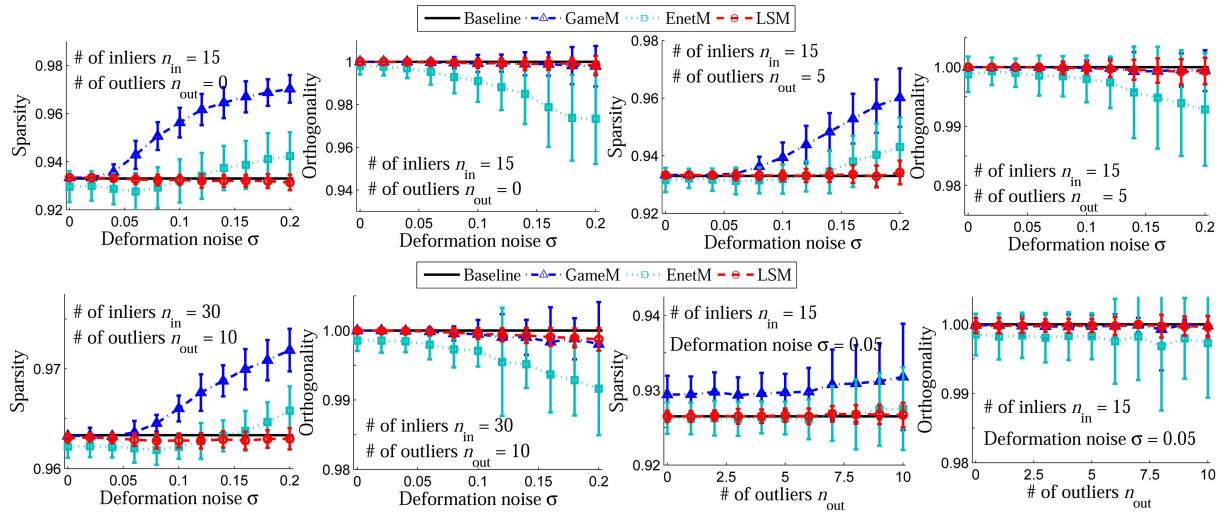 Baseline GameM EnetM LSM
Sparsity
0.98
0.96
0.94
0.92
# of inliers n_in = 15
# of outliers n_out = 0
0 0.05 0.1 0.15 0.2
Deformation noise σ
Orthogonality
1
0.98
0.96
0.94
# of inliers n_in = 15
# of outliers n_out = 0
0 0.05 0.10 0.15 0.2
Deformation noise σ
Sparsity
0.98
0.96
0.94
0.92
# of inliers n_in = 15
# of outliers n_out = 5
0 0.05 0.10 0.15 0.2
Deformation noise σ
Orthogonality
1.00
0.99
0.98
# of inliers n_in = 15
# of outliers n_out = 5
0 0.05 0.1 0.15 0.2
Deformation noise σ
Baseline GameM EnetM LSM
Sparsity
0.97
0.96
# of inliers n_in = 30
# of outliers n_out = 10
0 0.05 0.1 0.15 0.2
Deformation noise σ
Orthogonality
1.00
0.99
0.98
# of inliers n_in = 30
# of outliers n_out = 10
0 0.05 0.10 0.15 0.2
Deformation noise σ
Sparsity
0.94
0.93
0.92
# of inliers n_in = 15
Deformation noise σ = 0.05
0 2.5 5 7.5 10
# of outliers n_out
Orthogonality
1.00
0.99
0.98
# of inliers n_in = 15
Deformation noise σ = 0.05
0 2.5 5 7.5 10
# of outliers n_out